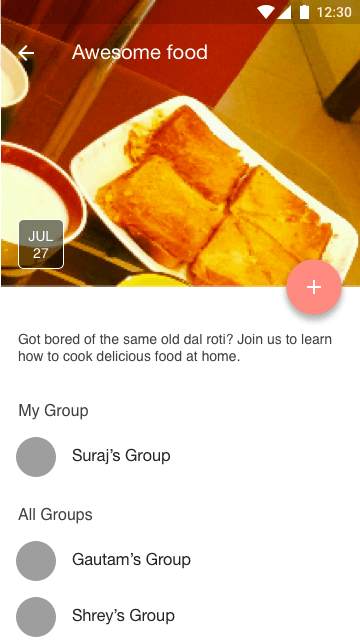 12:30
Awesome food
JUL
27
Got bored of the same old dal roti? Join us to learn
how to cook delicious food at home.
My Group
Suraj’s Group
All Groups
Gautam’s Group
Shrey’s Group